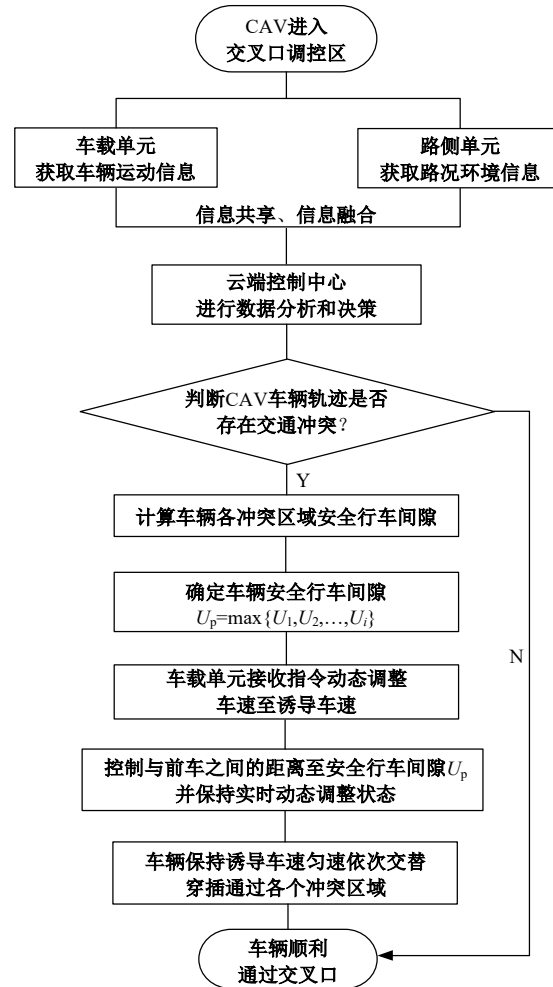 CAV进入
交叉口调控区
车载单元
获取车辆运动信息
路侧单元
获取路况环境信息
信息共享、信息融合
云端控制中心
进行数据分析和决策
判断CAV车辆轨迹是否
存在交通冲突?
Y
计算车辆各冲突区域安全行车间隙
确定车辆安全行车间隙
Up=max{U1,U2,…,Ui}
N
车载单元接收指令动态调整
车速至诱导车速
控制与前车之间的距离至安全行车间隙Up
并保持实时动态调整状态
车辆保持诱导车速匀速依次交替
穿插通过各个冲突区域
车辆顺利
通过交叉口